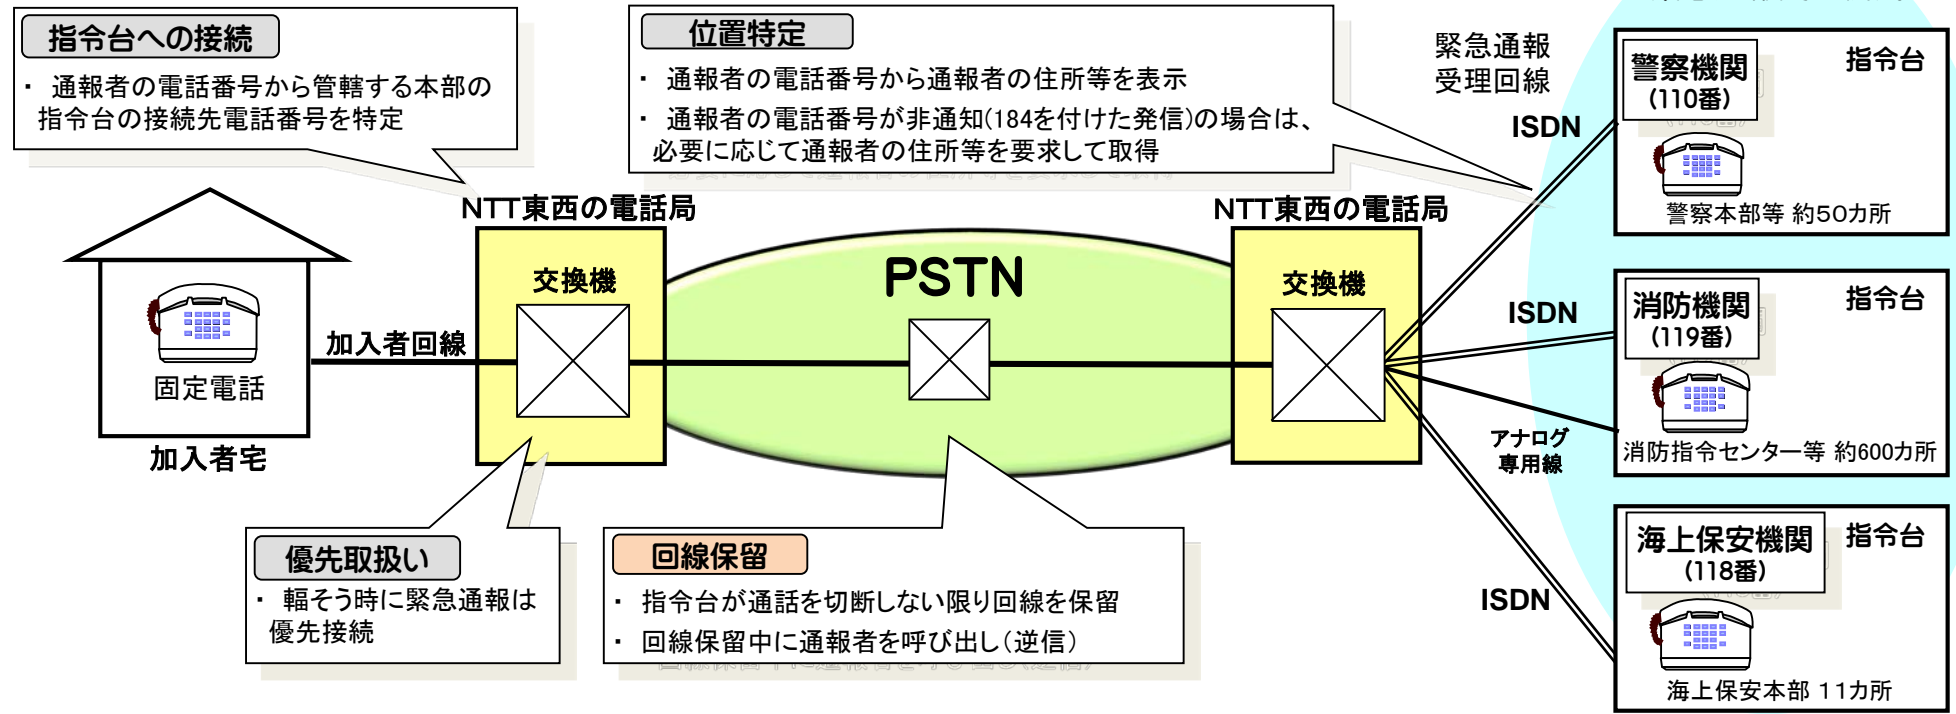 指令台への接続
・ 通報者の電話番号から管轄する本部の
指令台の接続先電話番号を特定
位置特定
・ 通報者の電話番号から通報者の住所等を表示
・ 通報者の電話番号が非通知(184を付けた発信)の場合は、
必要に応じて通報者の住所等を要求して取得
緊急通報
受理回線
警察機関
(110番)
指令台
ISDN
警察本部等 約50カ所
NTT東西の電話局
NTT東西の電話局
交換機
PSTN
交換機
消防機関
(119番)
指令台
ISDN
加入者回線
固定電話
加入者宅
アナログ
専用線
消防指令センター等 約600カ所
優先取扱い
・ 輻そう時に緊急通報は
優先接続
回線保留
・ 指令台が通話を切断しない限り回線を保留
・ 回線保留中に通報者を呼び出し(逆信)
海上保安機関
(118番)
指令台
ISDN
海上保安本部 11カ所